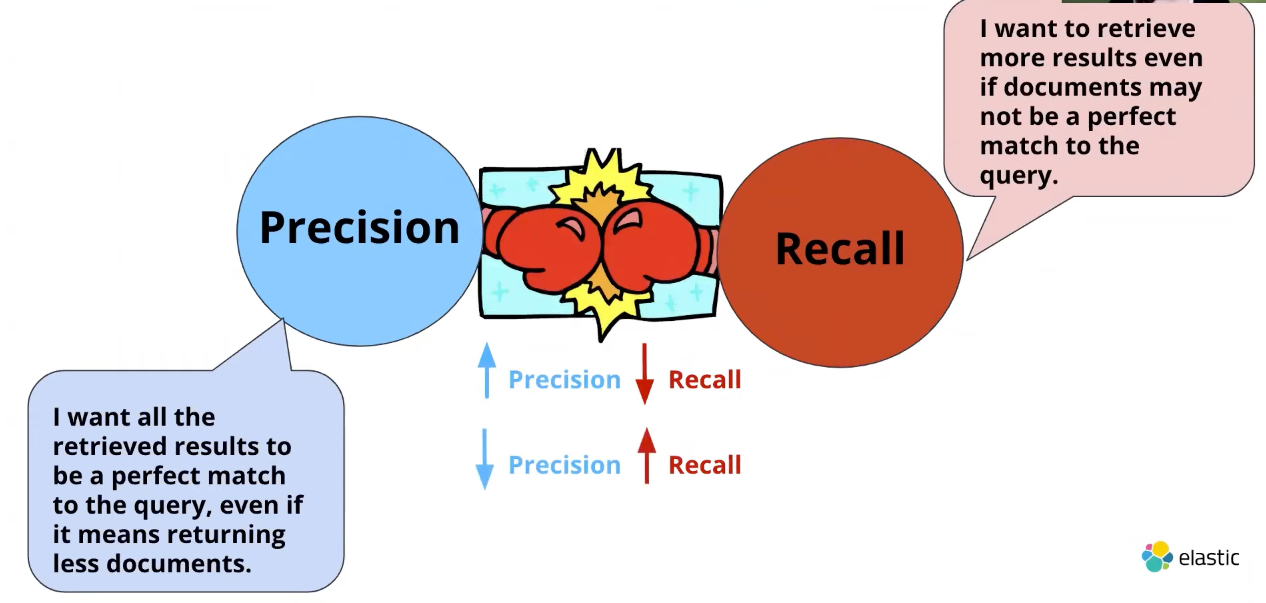 I want to retrieve
more results even
if documents may
not be a perfect
match to the
query.
Precision
Recall
Precision Recall
Precision Recall
I want all the
retrieved results to
be a perfect match
to the query, even if
it means returning
less documents.
elastic